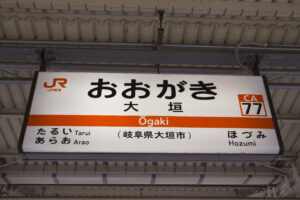 JR
JR東海
おおがき
大垣
CA
77
Ōgaki
たるい Tarui
あらお Arao
(岐阜県大垣市)
ほづみ
Hozumi